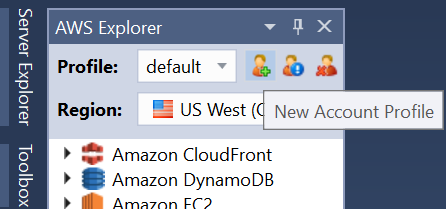 Server Explorer
Toolbox
AWS Explorer
Profile:
default
Region:
US West (
New Account Profile
Amazon CloudFront
Amazon DynamoDB
Amazon EC2